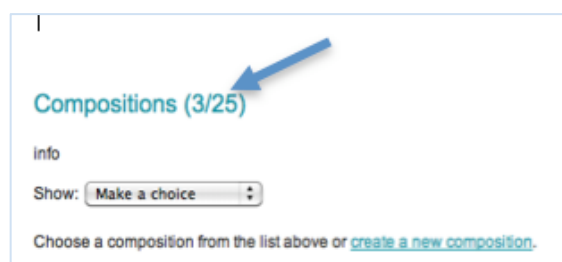 Compositions (3/25)
info
Show: Make a choice
Choose a composition from the list above or create a new composition.